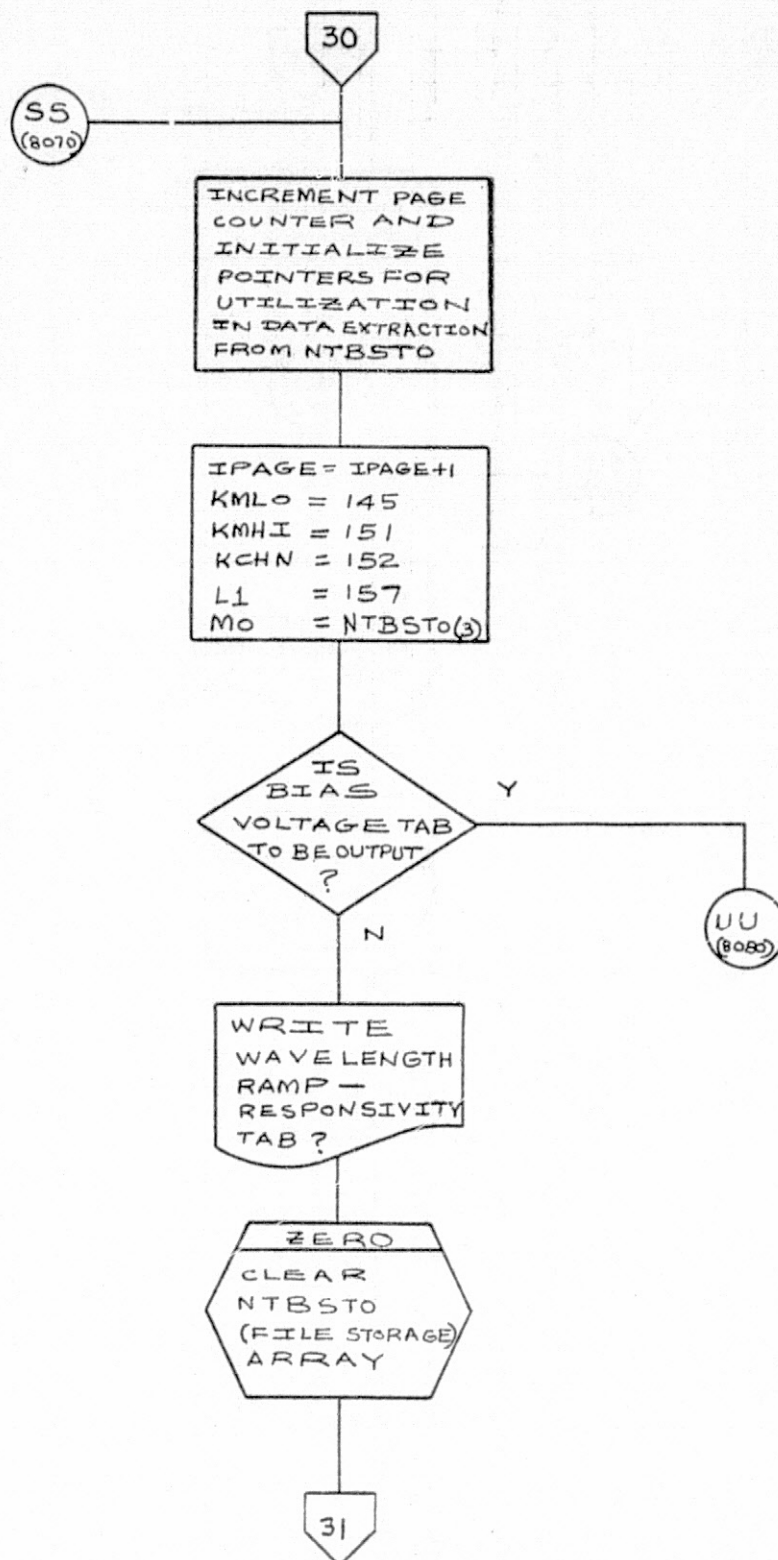 30
SS
(8070)
INCREMENT PAGE
COUNTER AND
INITIALIZE
POINTERS FOR
UTILIZATION
IN DATA EXTRACTION
FROM NTBSTO
IPAGE = IPAGE+1
KMLO = 145
KMHI = 151
KCHN = 152
L1 = 157
MO = NTBSTO(3)
IS
BIAS
VOLTAGE TAB
TO BE OUTPUT
?
Y
UU
(8080)
N
WRITE
WAVELENGTH
RAMP —
RESPONSIVITY
TAB ?
ZERO
CLEAR
NTBSTO
(FILE STORAGE)
ARRAY
31